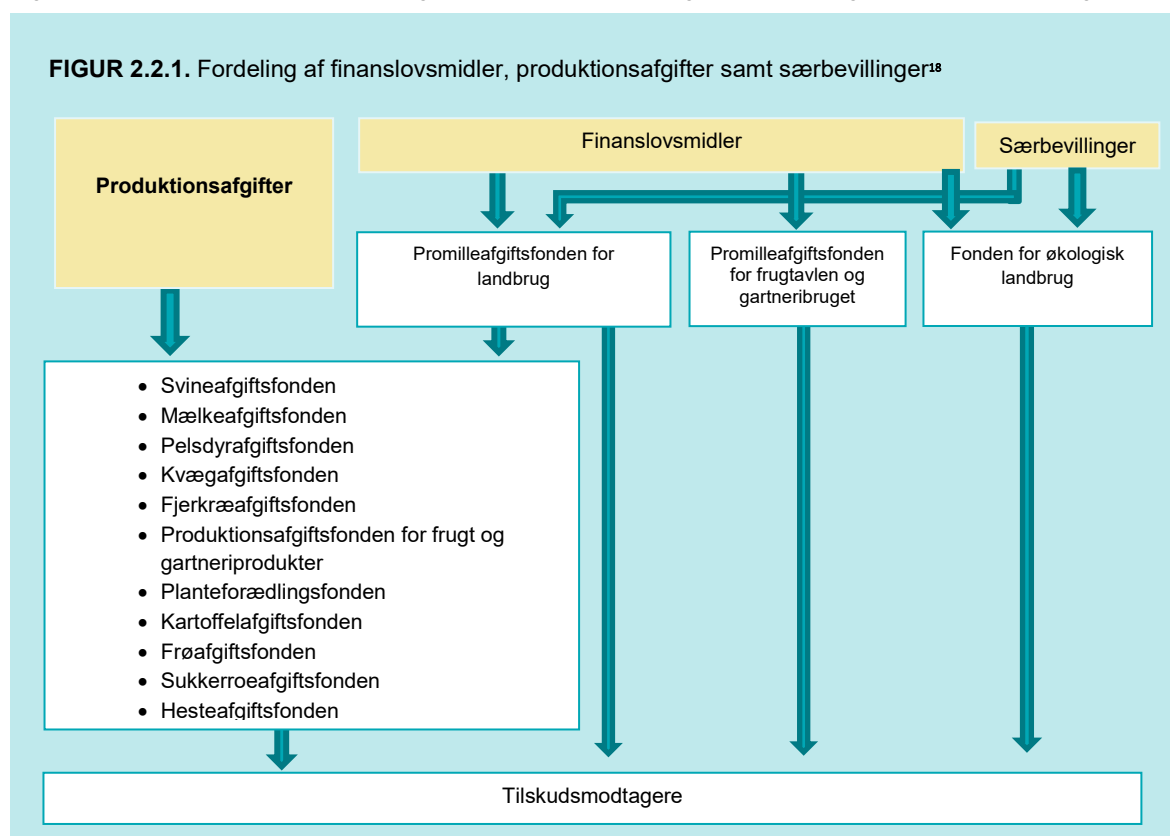 FIGUR 2.2.1. Fordeling af finanslovsmidler, produktionsafgifter samt særbevillinger¹⁸
Produktionsafgifter
Finanslovsmidler
Særbevillinger
Promilleafgiftsfonden for
landbrug
Promilleafgiftsfonden
for frugtavlen og
gartneribruget
Fonden for økologisk
landbrug
• Svineafgiftsfonden
• Mælkeafgiftsfonden
• Pelsdyrafgiftsfonden
• Kvægafgiftsfonden
• Fjerkræafgiftsfonden
• Produktionsafgiftsfonden for frugt og
gartneriprodukter
• Planteforædlingsfonden
• Kartoffelafgiftsfonden
• Frøafgiftsfonden
• Sukkerroeafgiftsfonden
• Hesteafgiftsfonden
Tilskudsmodtagere